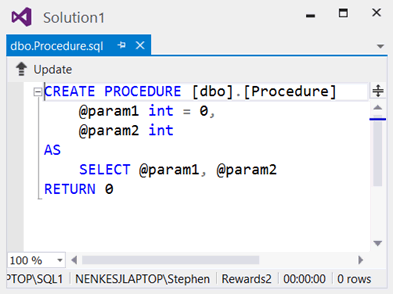 Solution1
dbo.Procedure.sql
Update
CREATE PROCEDURE [dbo].[Procedure]
@param1 int = 0,
@param2 int
AS
SELECT @param1, @param2
RETURN 0
100 %
PTOP\SQL1 NENKESJLAPTOP\Stephen Rewards2 00:00:00 0 rows